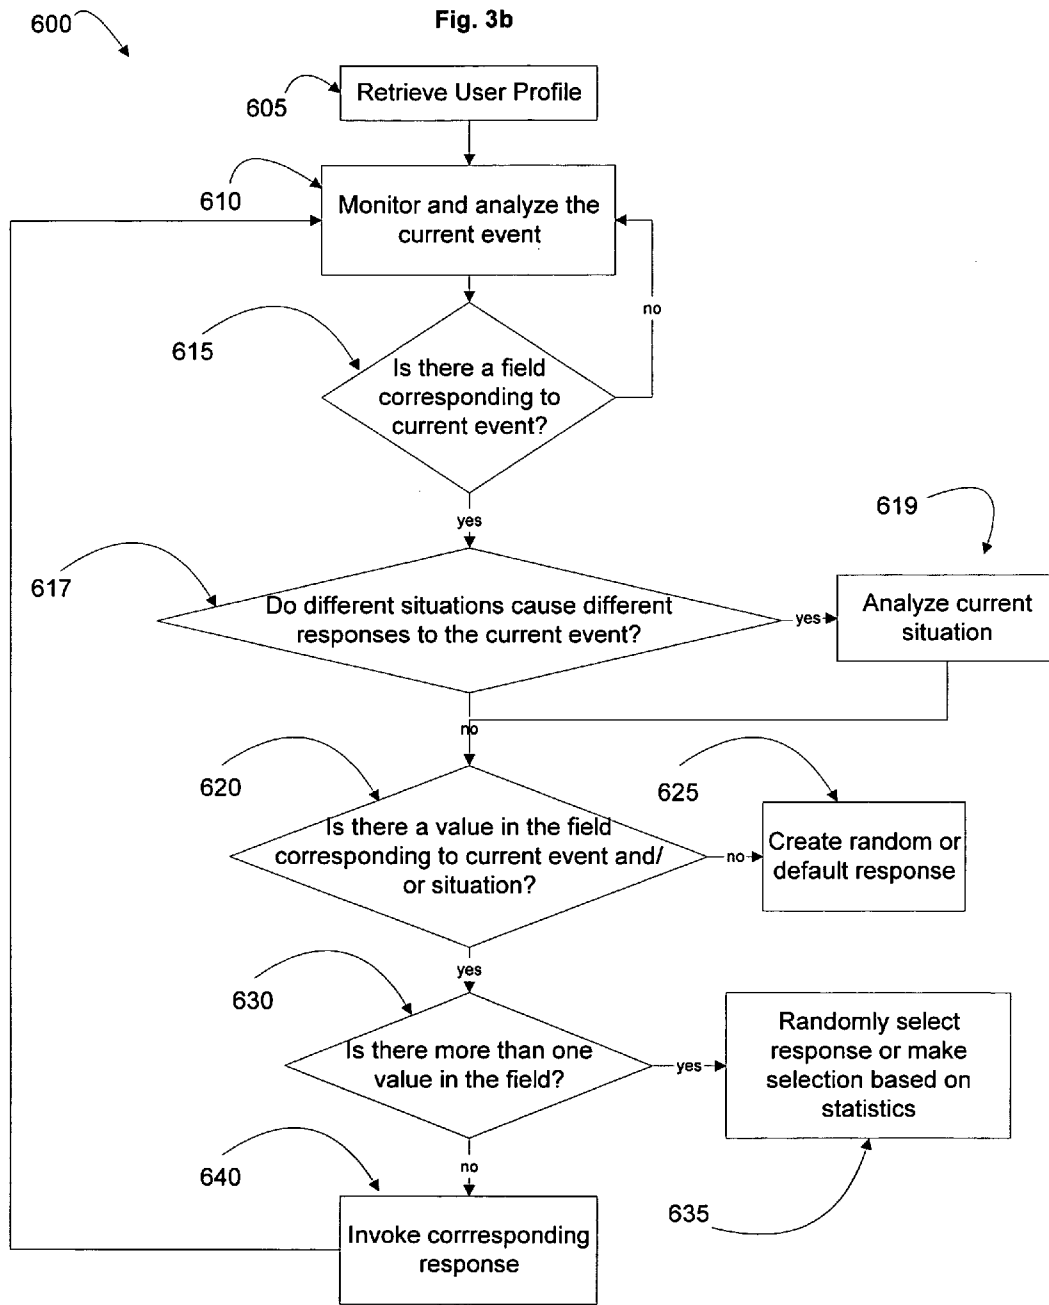 Fig. 3b
600
Retrieve User Profile
605
610
Monitor and analyze the
current event
no
615
Is there a field
corresponding to
current event?
yes
619
617
Do different situations cause different
responses to the current event?
yes
Analyze current
situation
no
620
625
Is there a value in the field
corresponding to current event and/
or situation?
no
Create random or
default response
yes
630
Is there more than one
value in the field?
yes
Randomly select
response or make
selection based on
statistics
no
640
635
Invoke corrresponding
response